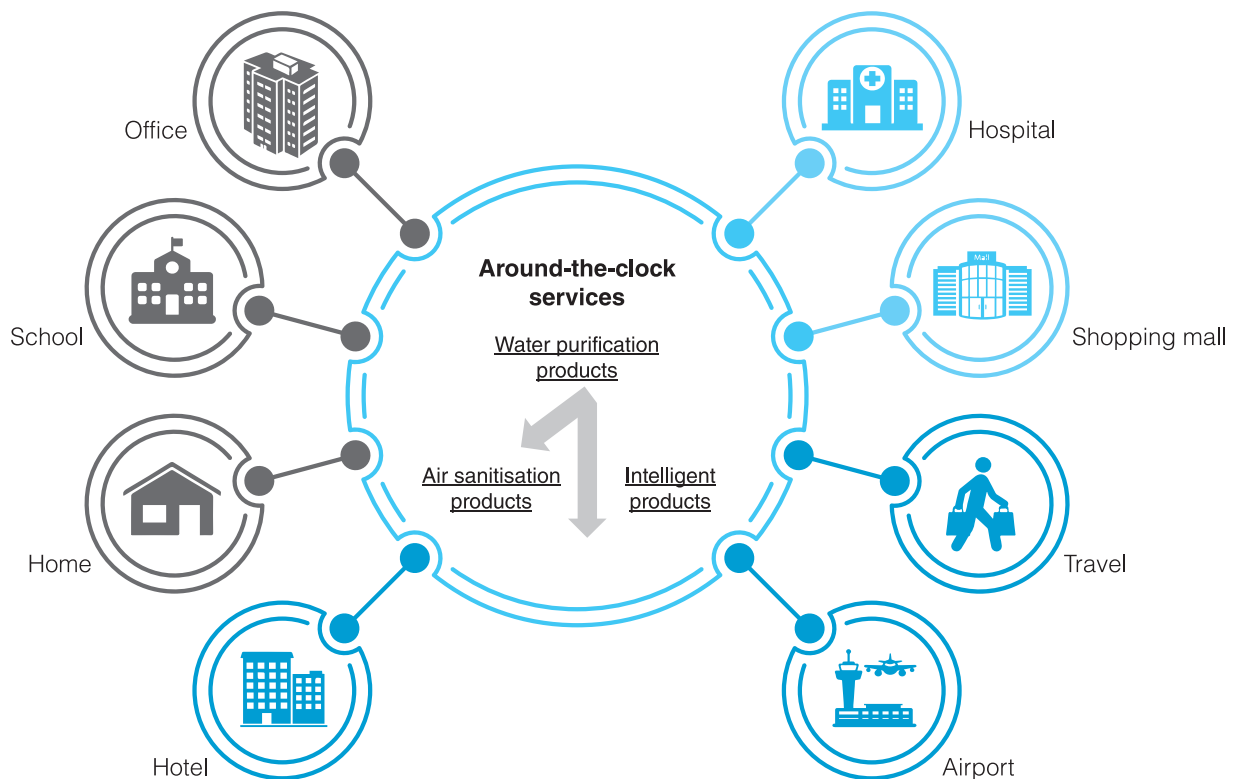 Office
Hospital
Around-the-clock
services
Mall
School
Shopping mall
Water purification
products
Air sanitisation
products
Intelligent
products
Home
Travel
Hotel
Airport